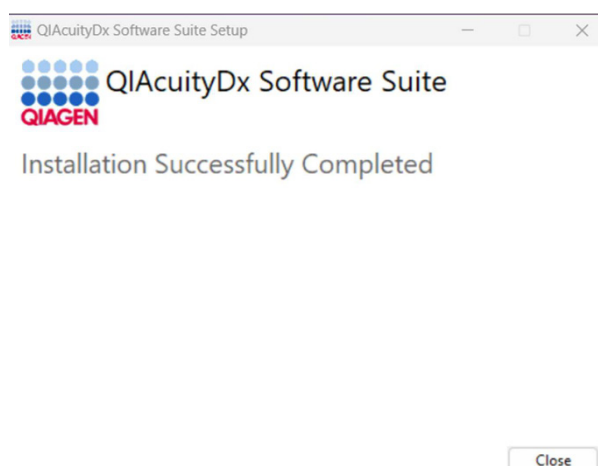 QIAcuityDx Software Suite Setup
QIAcuityDx Software Suite
QIAGEN
Installation Successfully Completed
Close